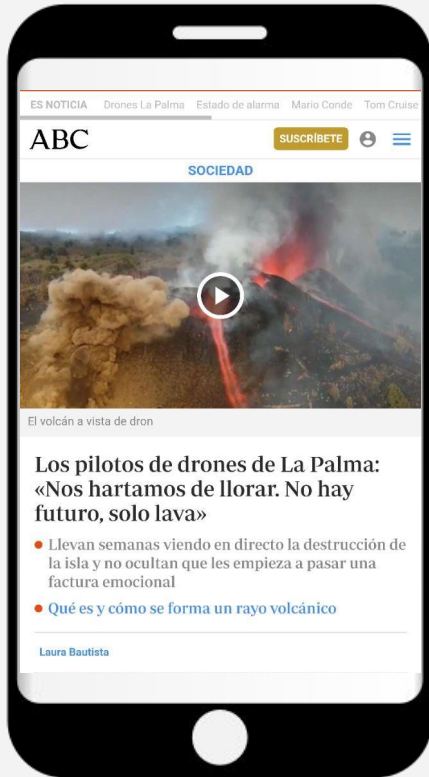 ES NOTICIA Drones La Palma Estado de alarma Mario Conde Tom Cruise
ABC SUSCRÍBETE
SOCIEDAD
El volcán a vista de dron
Los pilotos de drones de La Palma:
«Nos hartamos de llorar. No hay
futuro, solo lava»
Llevan semanas viendo en directo la destrucción de
la isla y no ocultan que les empieza a pasar una
factura emocional
Qué es y cómo se forma un rayo volcánico
Laura Bautista